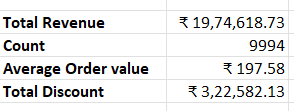 Total Revenue ₹ 19,74,618.73
Count 9994
Average Order value ₹ 197.58
Total Discount ₹ 3,22,582.13